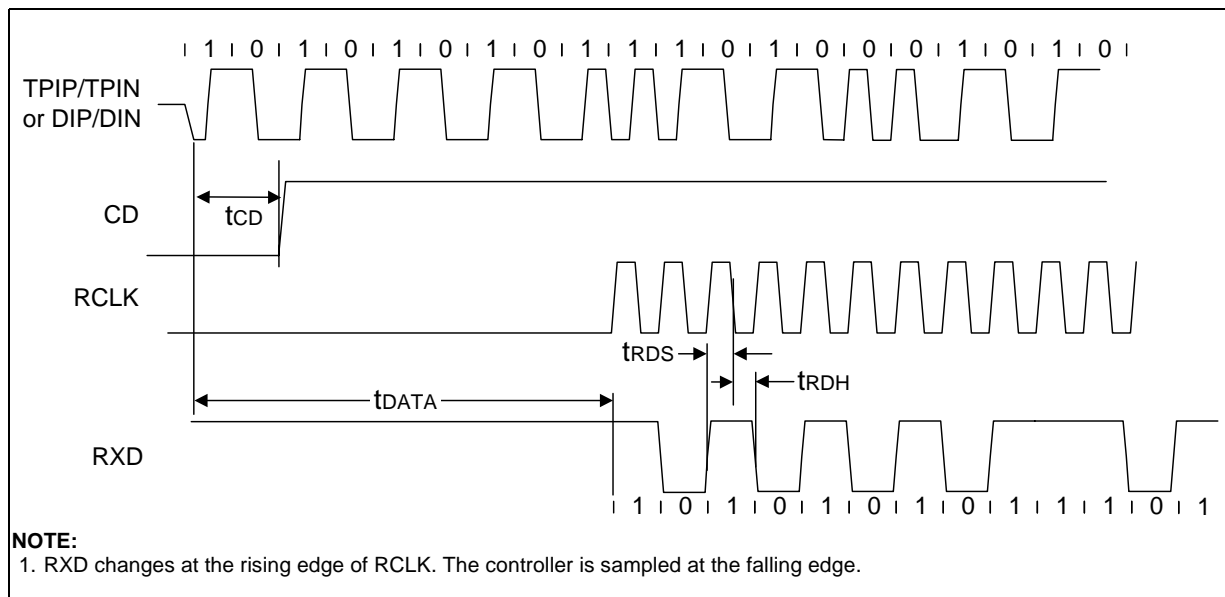 1 0 1 0 1 0 1 0 1 1 1 0 1 0 0 0 1 0 1 0
TPIP/TPIN
or DIP/DIN
CD
tCD
RCLK
tRDS
tRDH
tDATA
RXD
1 0 1 0 1 0 1 0 1 1 1 0 1
NOTE:
1. RXD changes at the rising edge of RCLK. The controller is sampled at the falling edge.